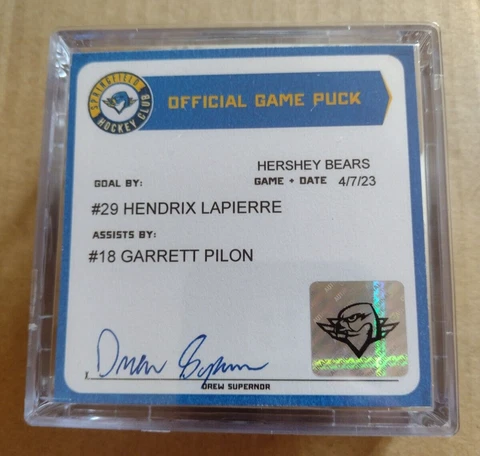 SPRINGFIELD
HOCKEY CLUB
OFFICIAL GAME PUCK
HERSHEY BEARS
GOAL BY:
GAME + DATE 4/7/23
#29 HENDRIX LAPIERRE
ASSISTS BY:
#18 GARRETT PILON
X
Drew Supernor
DREW SUPERNOR